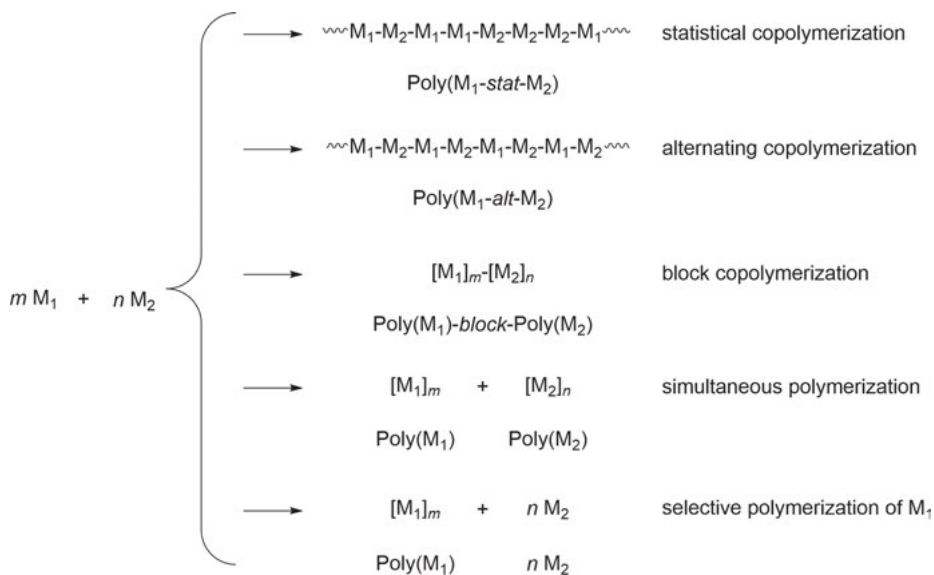 M₁-M₂-M₁-M₁-M₂-M₂-M₂-M₁ statistical copolymerization
Poly(M₁-stat-M₂)
M₁-M₂-M₁-M₂-M₁-M₂-M₁-M₂ alternating copolymerization
Poly(M₁-alt-M₂)
m M₁ + n M₂
[M₁]ₘ-[M₂]ₙ block copolymerization
Poly(M₁)-block-Poly(M₂)
[M₁]ₘ + [M₂]ₙ simultaneous polymerization
Poly(M₁) Poly(M₂)
[M₁]ₘ + n M₂ selective polymerization of M₁
Poly(M₁) n M₂